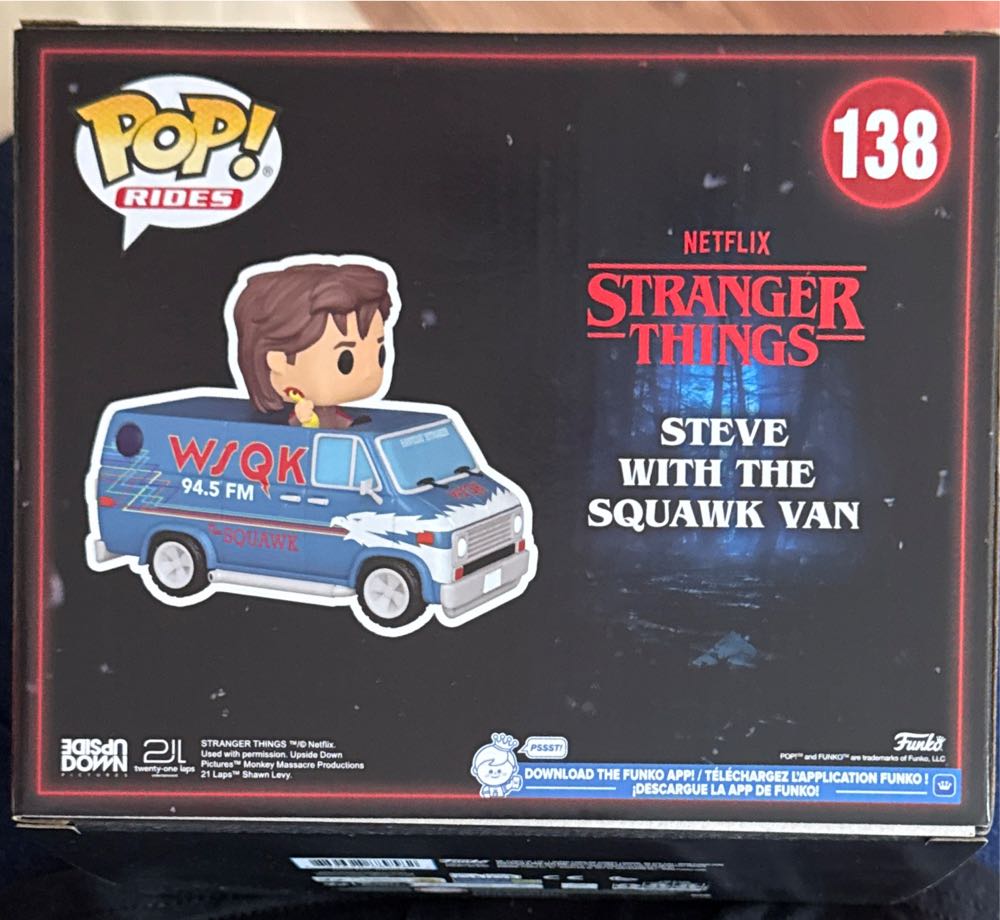 POP!
RIDES
138
NETFLIX
STRANGER
THINGS
STEVE
WITH THE
SQUAWK VAN
WSQK
94.5 FM
THE SQUAWK
UPSIDE
DOWN
PICTURES
21L
twenty-one laps
entertainment
STRANGER THINGS ™/© Netflix.
Used with permission. Upside Down
Pictures™ Monkey Massacre Productions
21 Laps™ Shawn Levy.
PSSST!
DOWNLOAD THE FUNKO APP! / TÉLÉCHARGEZ L'APPLICATION FUNKO !
¡DESCARGUE LA APP DE FUNKO!
Funko
POP!™ and FUNKO™ are trademarks of Funko, LLC